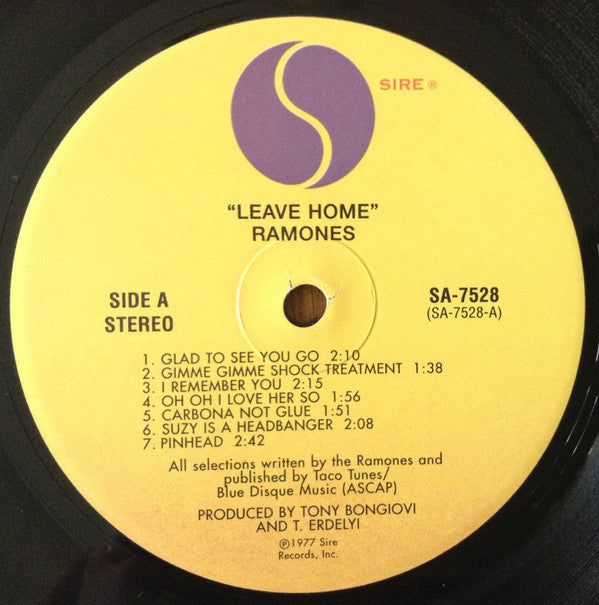 SIRE ®
"LEAVE HOME"
RAMONES
SIDE A
STEREO
SA-7528
(SA-7528-A)
1. GLAD TO SEE YOU GO 2:10
2. GIMME GIMME SHOCK TREATMENT 1:38
3. I REMEMBER YOU 2:15
4. OH OH I LOVE HER SO 1:56
5. CARBONA NOT GLUE 1:51
6. SUZY IS A HEADBANGER 2:08
7. PINHEAD 2:42
All selections written by the Ramones and
published by Taco Tunes/
Blue Disque Music (ASCAP)
PRODUCED BY TONY BONGIOVI
AND T. ERDELYI
℗1977 Sire
Records, Inc.